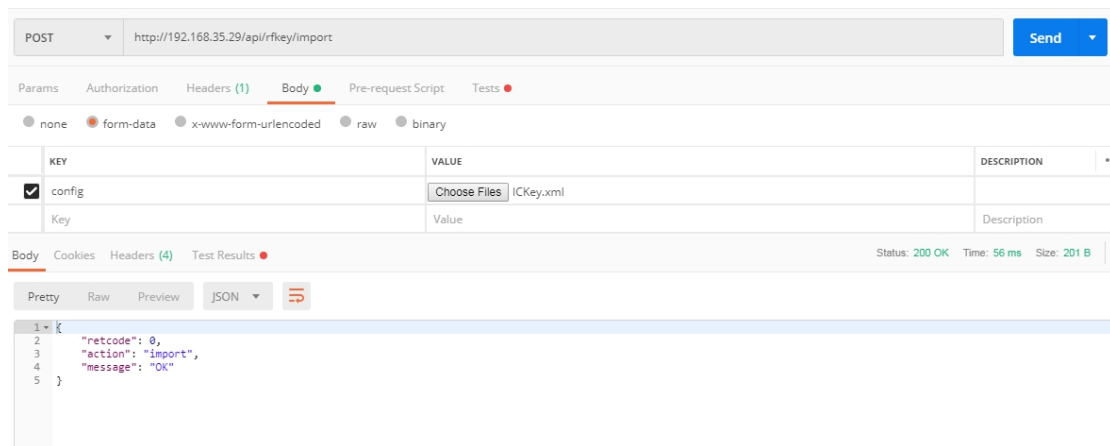 POST http://192.168.35.29/api/rfkey/import Send
Params Authorization Headers (1) Body Pre-request Script Tests
none form-data x-www-form-urlencoded raw binary
KEY VALUE DESCRIPTION
config Choose Files ICKey.xml
Key Value Description
Body Cookies Headers (4) Test Results Status: 200 OK Time: 56 ms Size: 201 B
Pretty Raw Preview JSON
1 {
2 "retcode": 0,
3 "action": "import",
4 "message": "OK"
5 }